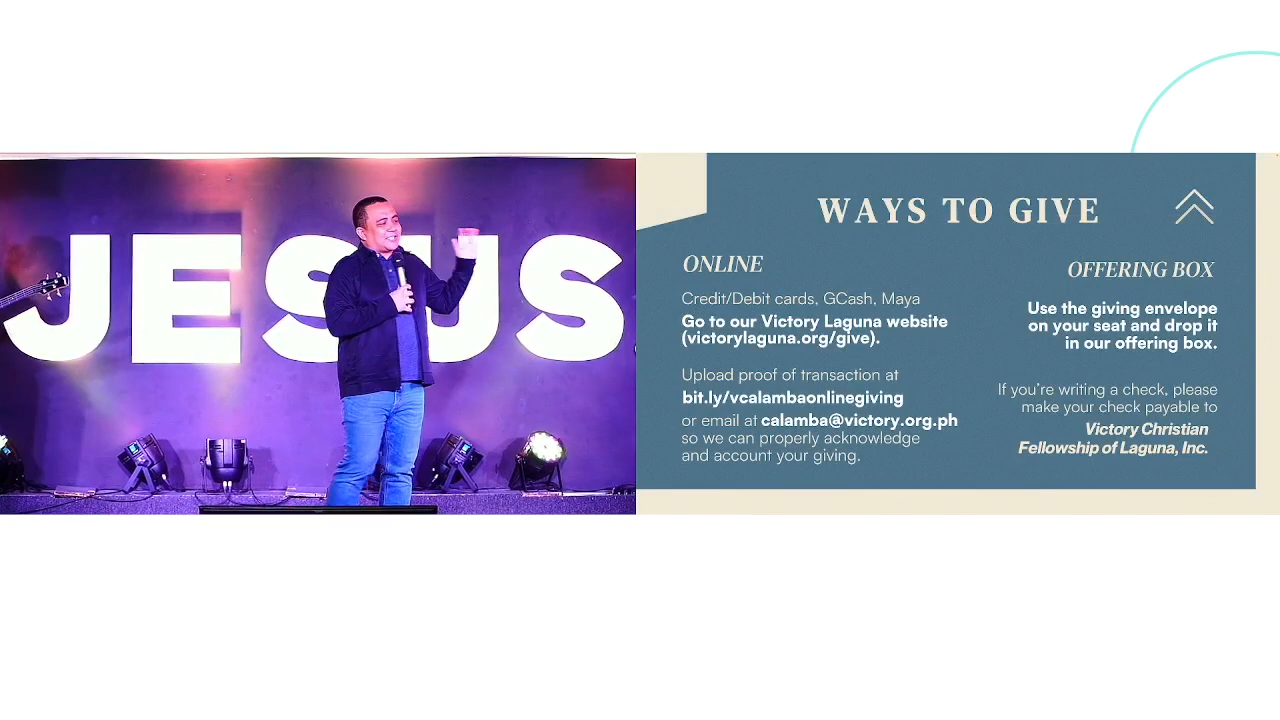 JESUS
WAYS TO GIVE
ONLINE
Credit/Debit cards, GCash, Maya
Go to our Victory Laguna website
(victorylaguna.org/give).
Upload proof of transaction at
bit.ly/vcalambaonlinegiving
or email at calamba@victory.org.ph
so we can properly acknowledge
and account your giving.
OFFERING BOX
Use the giving envelope
on your seat and drop it
in our offering box.
If you're writing a check, please
make your check payable to
Victory Christian
Fellowship of Laguna, Inc.